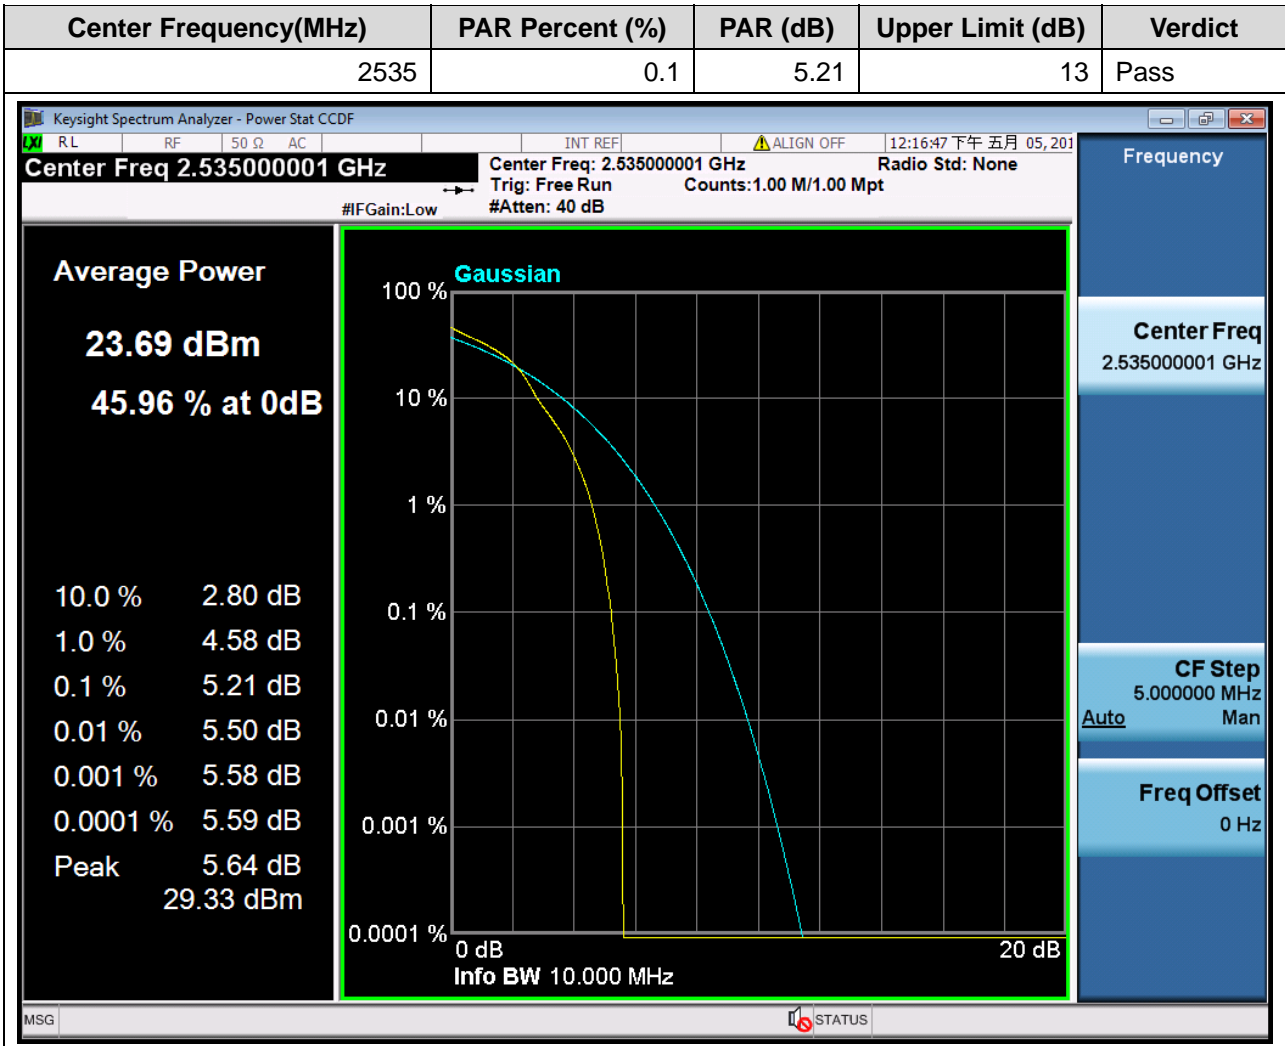 Center Frequency(MHz) PAR Percent (%) PAR (dB) Upper Limit (dB) Verdict
2535 0.1 5.21 13 Pass
Keysight Spectrum Analyzer - Power Stat CCDF
LXI RL RF 50 Ω AC INT REF ALIGN OFF 12:16:47 下午 五月 05, 201
Center Freq 2.535000001 GHz
Center Freq: 2.535000001 GHz Radio Std: None
Trig: Free Run Counts:1.00 M/1.00 Mpt
#IFGain:Low #Atten: 40 dB
Average Power
23.69 dBm
45.96 % at 0dB
10.0 % 2.80 dB
1.0 % 4.58 dB
0.1 % 5.21 dB
0.01 % 5.50 dB
0.001 % 5.58 dB
0.0001 % 5.59 dB
Peak 5.64 dB
29.33 dBm
Gaussian
100 %
10 %
1 %
0.1 %
0.01 %
0.001 %
0.0001 %
0 dB 20 dB
Info BW 10.000 MHz
Frequency
Center Freq
2.535000001 GHz
CF Step
5.000000 MHz
Auto Man
Freq Offset
0 Hz
MSG STATUS